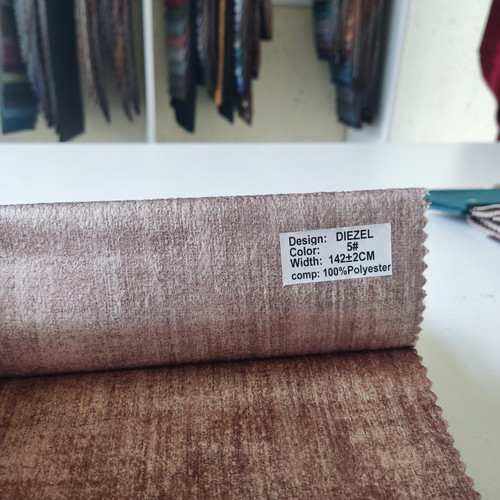 Design: DIEZEL
Color: 5#
Width: 142±2CM
comp: 100%Polyester